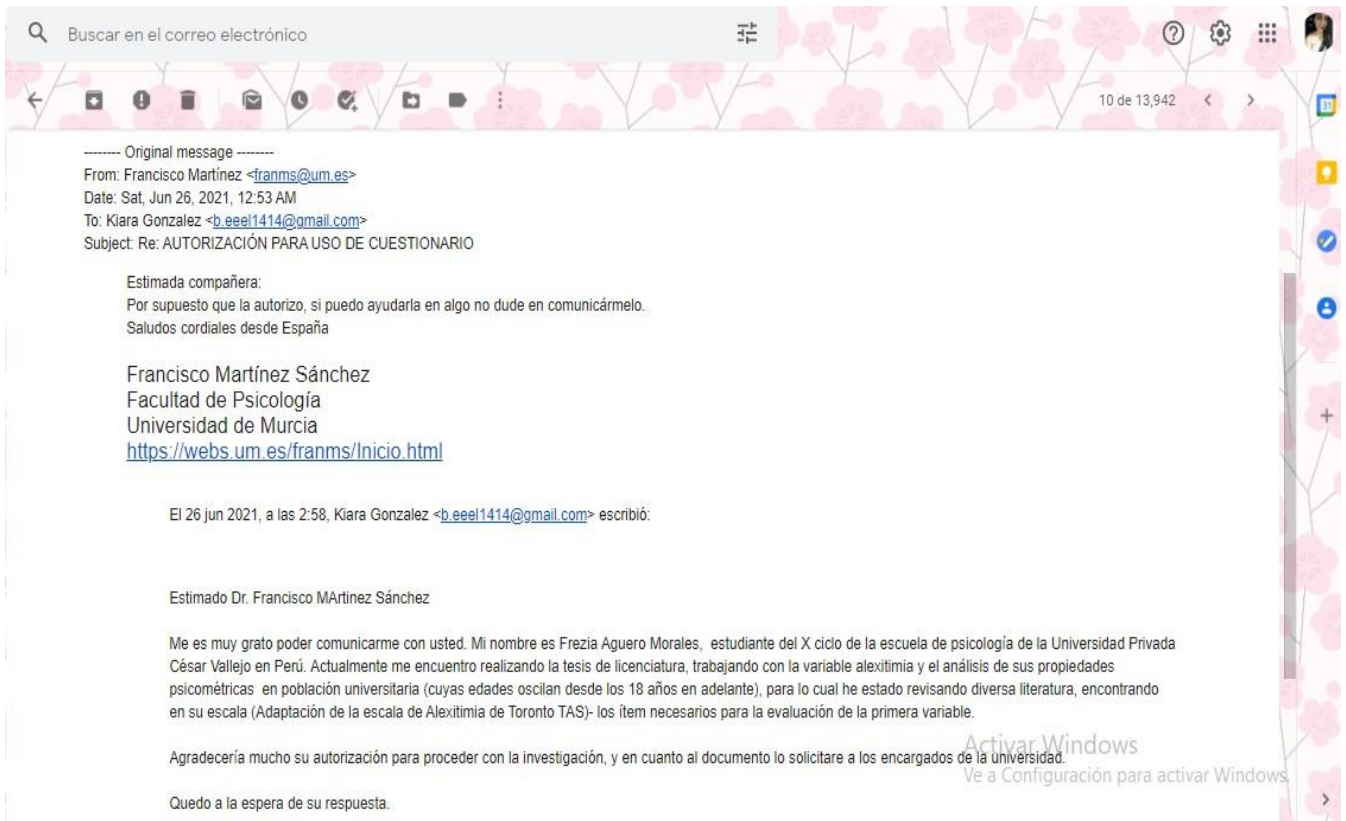 Buscar en el correo electrónico
10 de 13,942
31
-------- Original message --------
From: Francisco Martínez <franms@um.es>
Date: Sat, Jun 26, 2021, 12:53 AM
To: Kiara Gonzalez <b.eeel1414@gmail.com>
Subject: Re: AUTORIZACIÓN PARA USO DE CUESTIONARIO
Estimada compañera:
Por supuesto que la autorizo, si puedo ayudarla en algo no dude en comunicármelo.
Saludos cordiales desde España
Francisco Martínez Sánchez
Facultad de Psicología
Universidad de Murcia
https://webs.um.es/franms/Inicio.html
El 26 jun 2021, a las 2:58, Kiara Gonzalez <b.eeel1414@gmail.com> escribió:
Estimado Dr. Francisco MArtinez Sánchez
Me es muy grato poder comunicarme con usted. Mi nombre es Frezia Aguero Morales, estudiante del X ciclo de la escuela de psicología de la Universidad Privada
César Vallejo en Perú. Actualmente me encuentro realizando la tesis de licenciatura, trabajando con la variable alexitimia y el análisis de sus propiedades
psicométricas en población universitaria (cuyas edades oscilan desde los 18 años en adelante), para lo cual he estado revisando diversa literatura, encontrando
en su escala (Adaptación de la escala de Alexitimia de Toronto TAS)- los ítem necesarios para la evaluación de la primera variable.
Agradecería mucho su autorización para proceder con la investigación, y en cuanto al documento lo solicitare a los encargados de la universidad.
Activar Windows
Ve a Configuración para activar Windows.
Quedo a la espera de su respuesta.